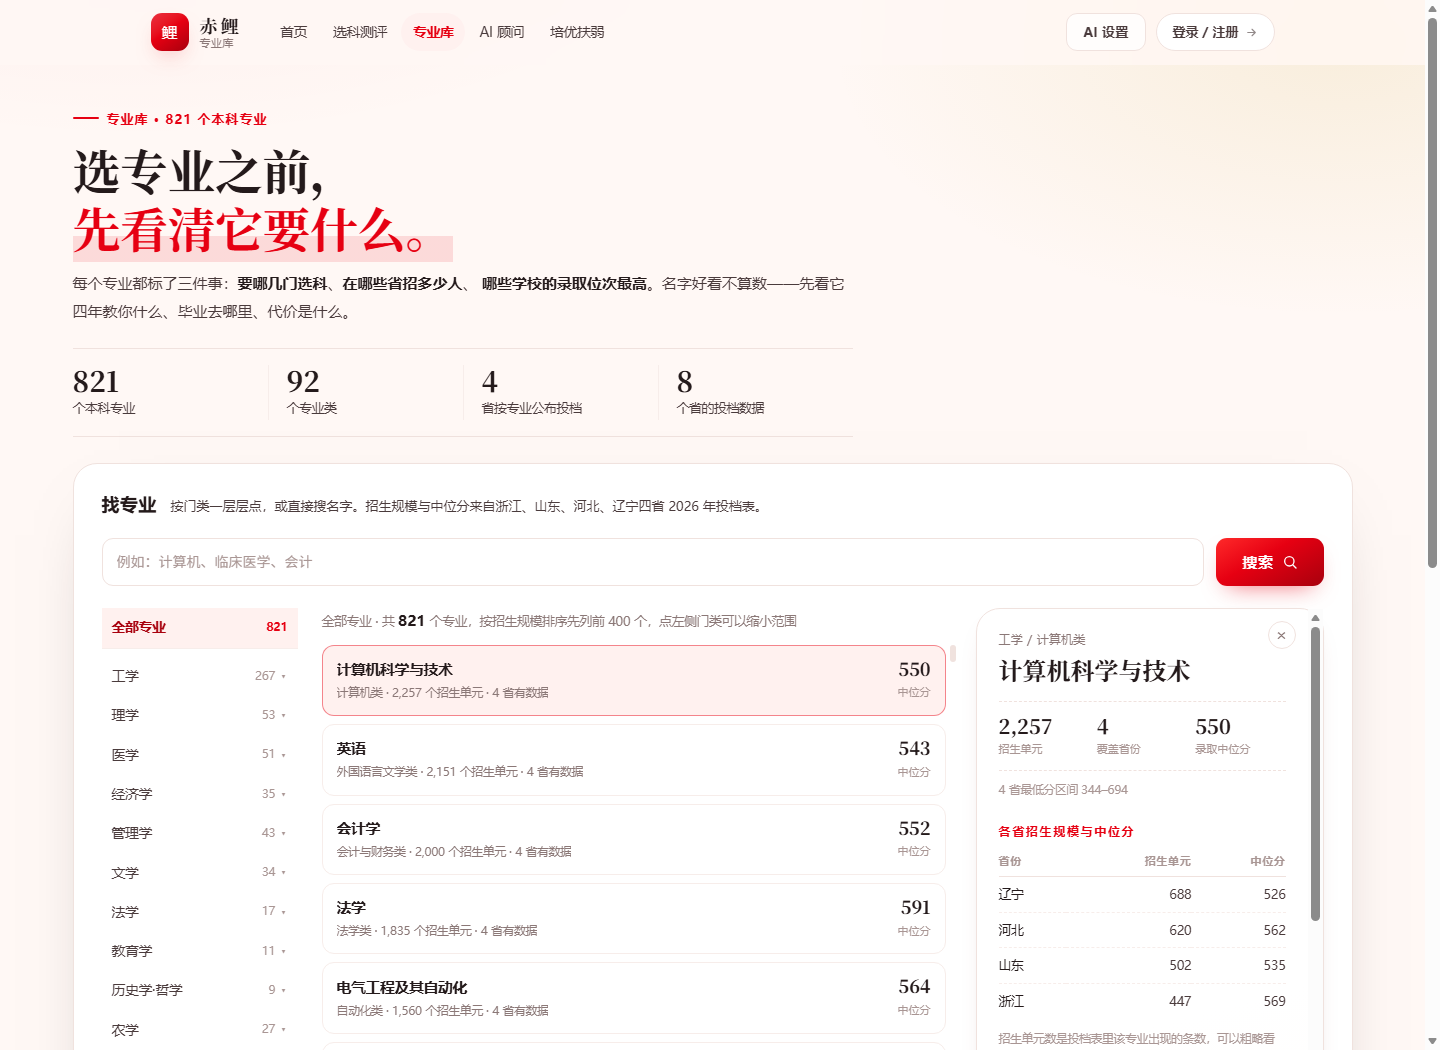 鲤
赤鲤
专业库
首页
选科测评
专业库
AI 顾问
培优扶弱
AI 设置
登录 / 注册 →
专业库 • 821 个本科专业
选专业之前，
先看清它要什么。
每个专业都标了三件事：要哪几门选科、在哪些省招多少人、 哪些学校的录取位次最高。名字好看不算数——先看它
四年教你什么、毕业去哪里、代价是什么。
821
个本科专业
92
个专业类
4
省按专业公布投档
8
个省的投档数据
找专业
按门类一层层点，或直接搜名字。招生规模与中位分来自浙江、山东、河北、辽宁四省 2026 年投档表。
例如：计算机、临床医学、会计
搜索
全部专业 821
工学 267
理学 53
医学 51
经济学 35
管理学 43
文学 34
法学 17
教育学 11
历史学·哲学 9
农学 27
全部专业 · 共 821 个专业，按招生规模排序先列前 400 个，点左侧门类可以缩小范围
计算机科学与技术
计算机类 · 2,257 个招生单元 · 4 省有数据
550
中位分
英语
外国语言文学类 · 2,151 个招生单元 · 4 省有数据
543
中位分
会计学
会计与财务类 · 2,000 个招生单元 · 4 省有数据
552
中位分
法学
法学类 · 1,835 个招生单元 · 4 省有数据
591
中位分
电气工程及其自动化
自动化类 · 1,560 个招生单元 · 4 省有数据
564
中位分
工学 / 计算机类
×
计算机科学与技术
2,257
招生单元
4
覆盖省份
550
录取中位分
4 省最低分区间 344–694
各省招生规模与中位分
省份 招生单元 中位分
辽宁 688 526
河北 620 562
山东 502 535
浙江 447 569
招生单元数是投档表里该专业出现的条数，可以粗略看